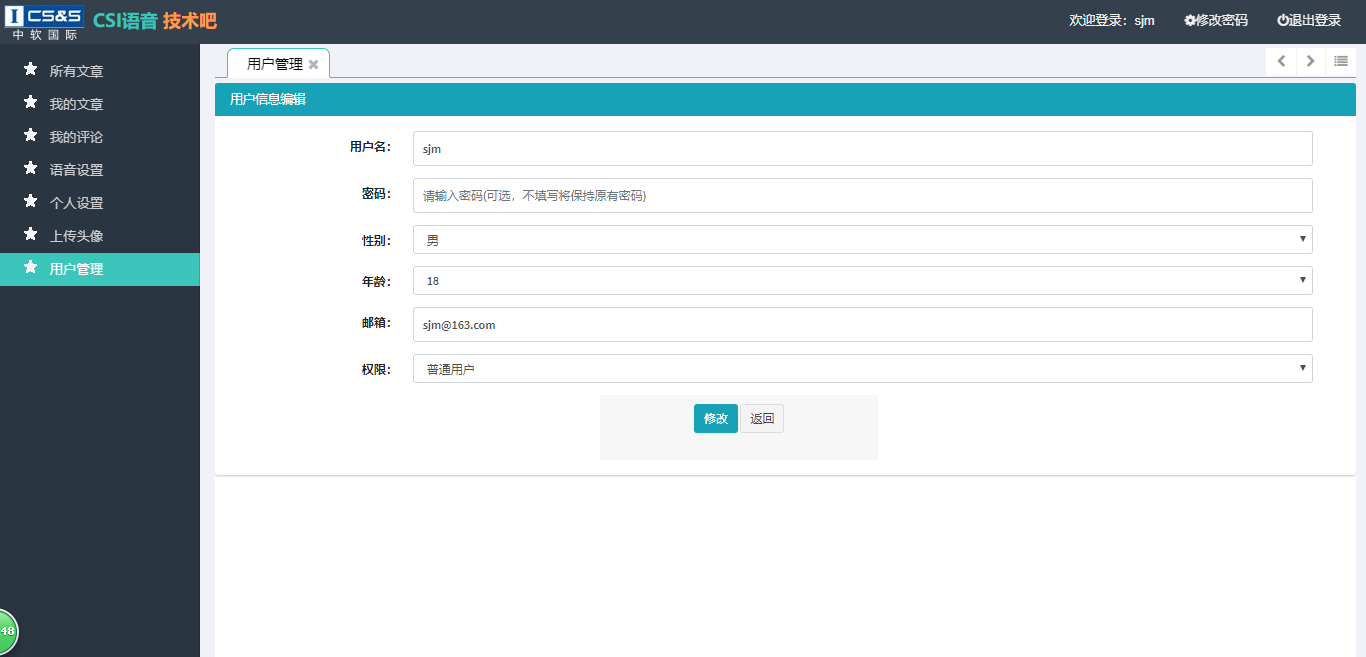 CS&S
中软国际
CSI语音 技术吧
欢迎登录：sjm
修改密码
退出登录
所有文章
我的文章
我的评论
语音设置
个人设置
上传头像
用户管理
用户管理
用户信息编辑
用户名：
sjm
密码：
请输入密码(可选，不填写将保持原有密码)
性别：
男
年龄：
18
邮箱：
sjm@163.com
权限：
普通用户
修改
返回
48